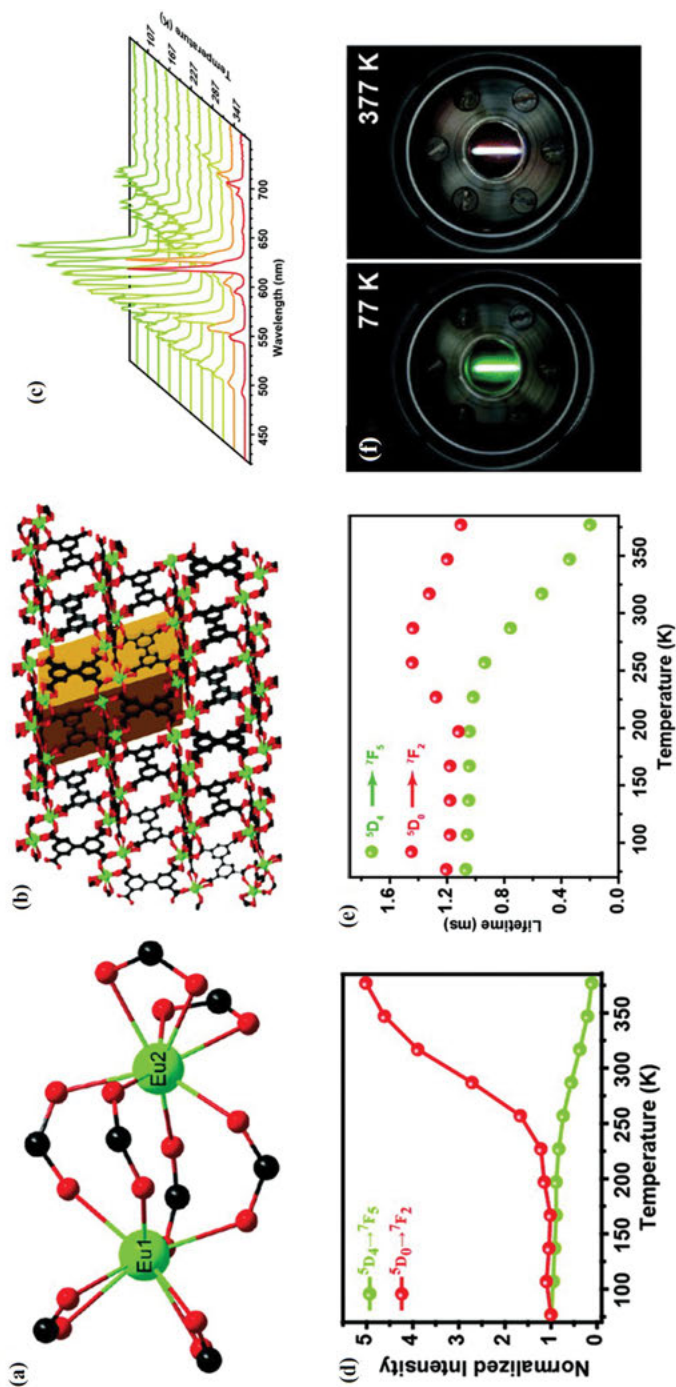 (a)
Eu1
Eu2
(b)
(c)
450
500
550
600
650
700
Wavelength (nm)
107
167
227
287
347
Temperature (K)
(d)
⁵D₄→⁷F₅
⁵D₀→⁷F₂
5
4
3
2
1
0
Normalized Intensity
100
150
200
250
300
350
Temperature (K)
(e)
⁵D₄ → ⁷F₅
⁵D₀ → ⁷F₂
1.6
1.2
0.8
0.4
0.0
Lifetime (ms)
100
150
200
250
300
350
Temperature (K)
(f)
77 K
377 K